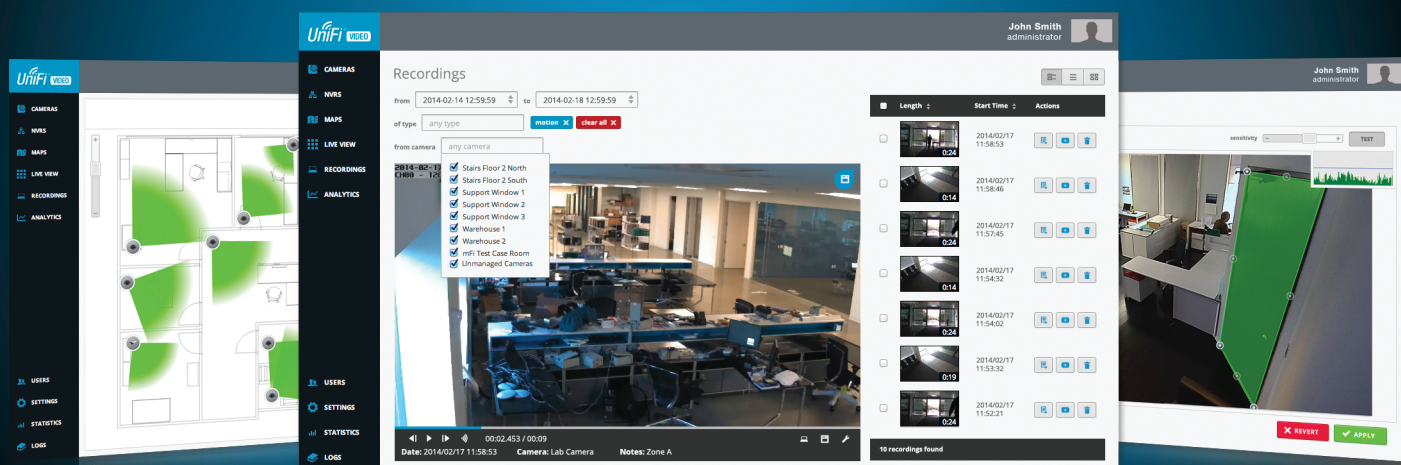 UniFi VIDEO
CAMERAS
NVRS
MAPS
LIVE VIEW
RECORDINGS
ANALYTICS
USERS
SETTINGS
STATISTICS
LOGS
UniFi VIDEO
John Smith
administrator
CAMERAS
NVRS
MAPS
LIVE VIEW
RECORDINGS
ANALYTICS
USERS
SETTINGS
STATISTICS
LOGS
Recordings
from 2014-02-14 12:59:59 to 2014-02-18 12:59:59
of type any type motion X clear all X
from camera any camera
Stairs Floor 2 North
Stairs Floor 2 South
Support Window 1
Support Window 2
Support Window 3
Warehouse 1
Warehouse 2
mFi Test Case Room
Unmanaged Cameras
00:02.453 / 00:09
Date: 2014/02/17 11:58:53 Camera: Lab Camera Notes: Zone A
Length Start Time Actions
0:24 2014/02/17
11:58:53
0:14 2014/02/17
11:58:46
0:24 2014/02/17
11:57:45
0:14 2014/02/17
11:54:32
0:24 2014/02/17
11:54:02
0:19 2014/02/17
11:53:32
2014/02/17
11:52:21
10 recordings found
John Smith
administrator
sensitivity TEST
REVERT APPLY